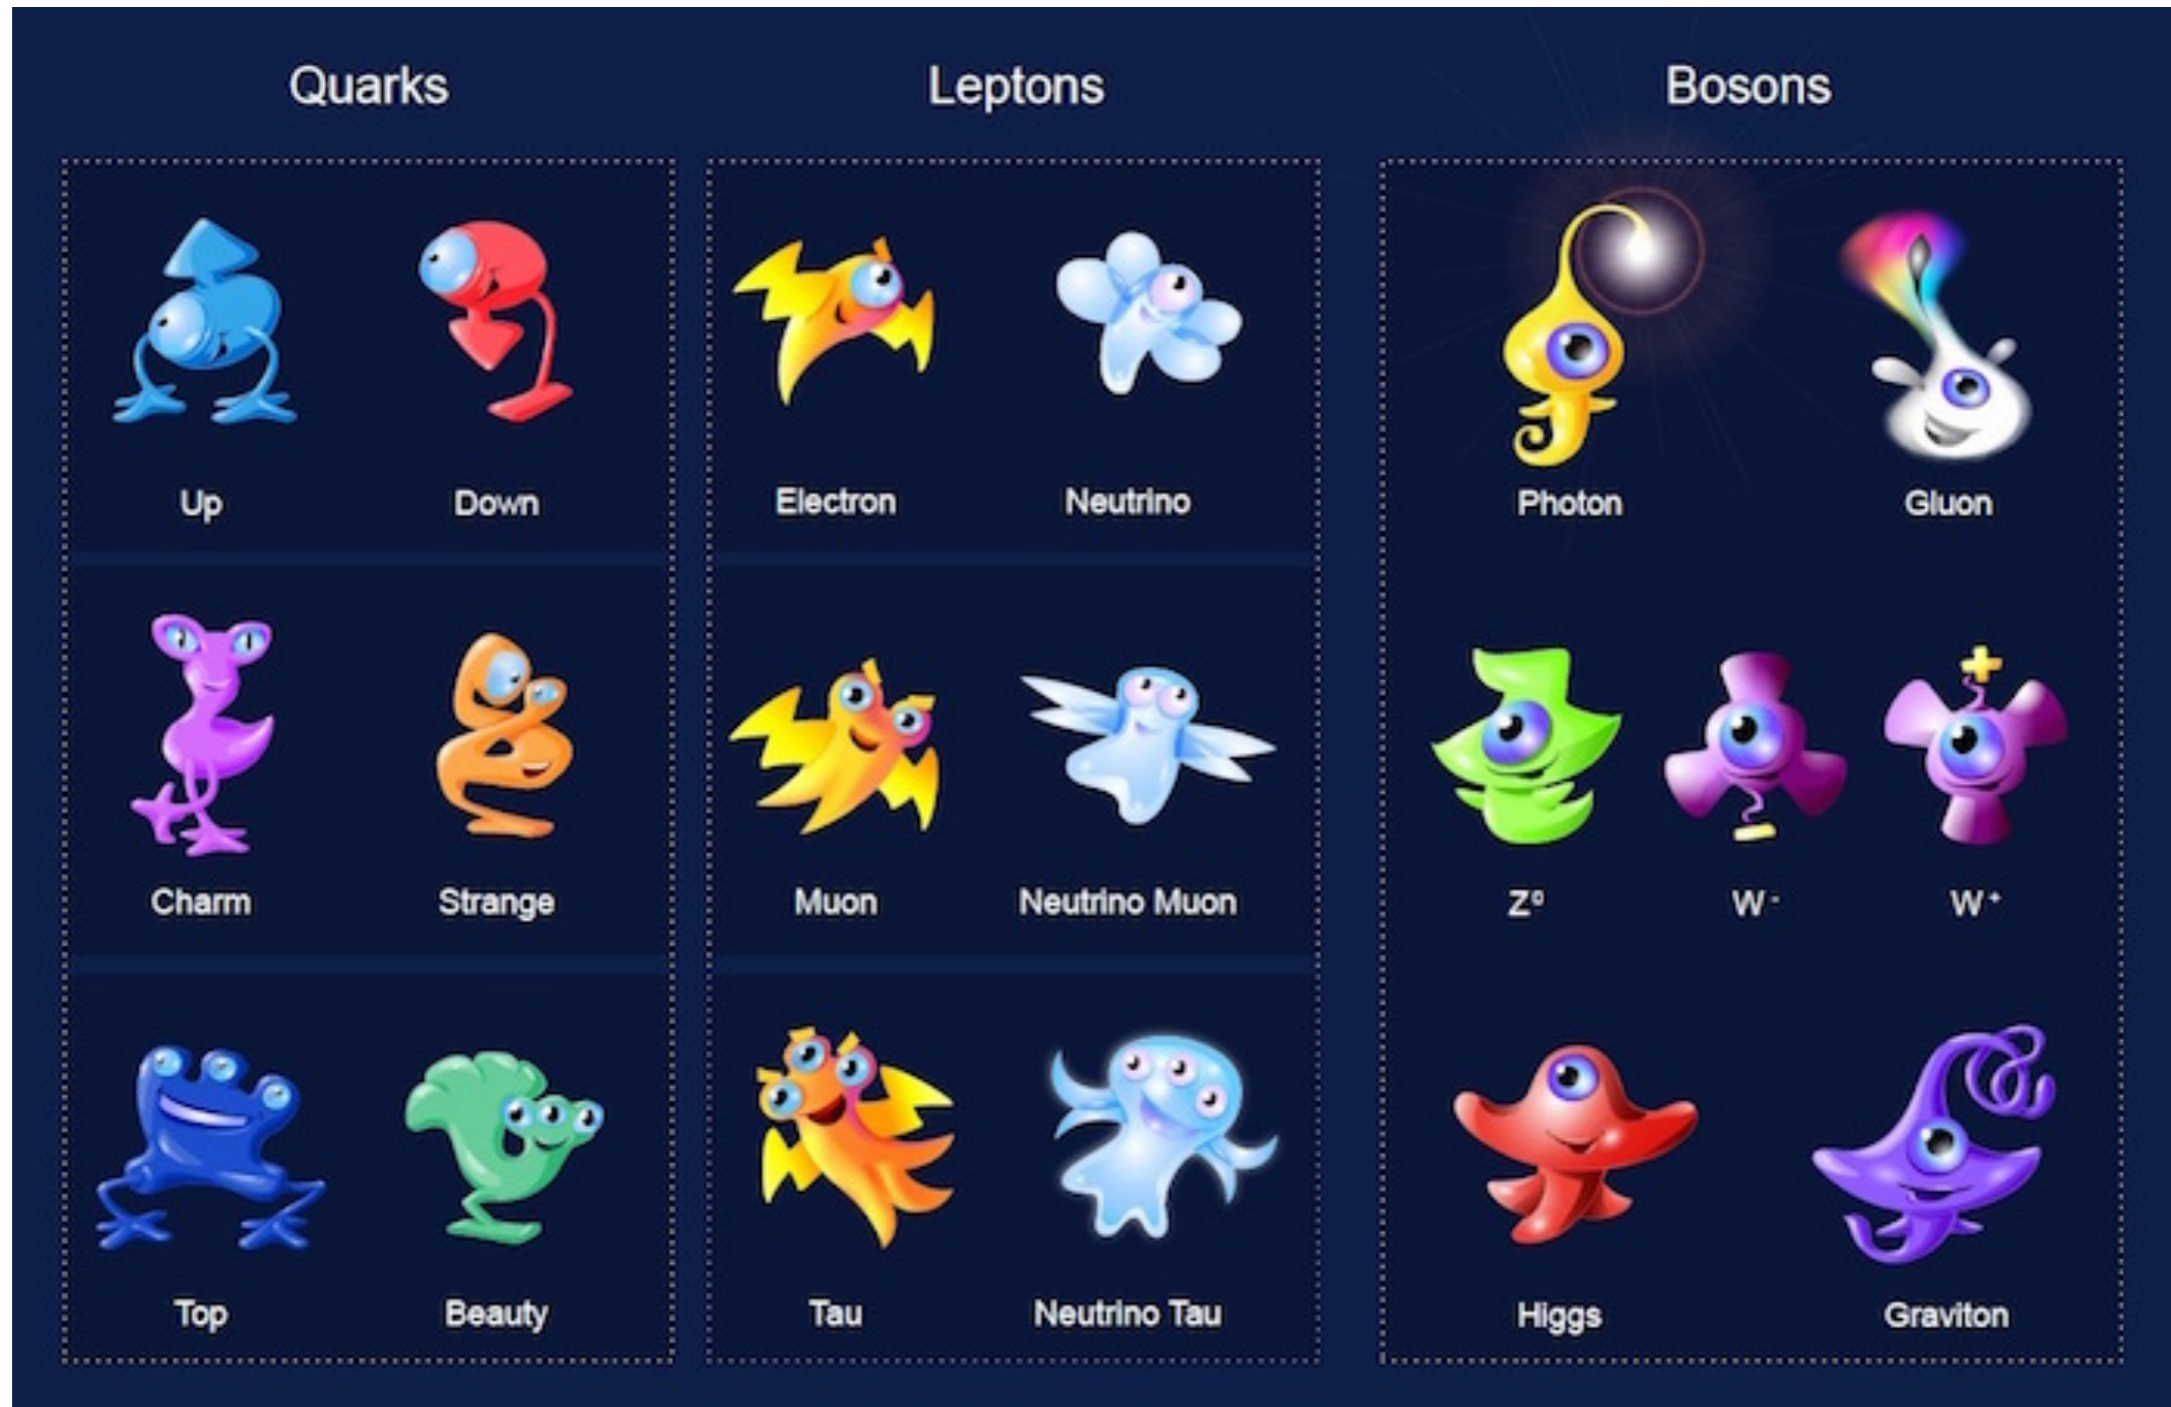 Quarks
Leptons
Bosons
Up
Down
Electron
Neutrino
Photon
Gluon
Charm
Strange
Muon
Neutrino Muon
Z⁰
W⁻
W⁺
Top
Beauty
Tau
Neutrino Tau
Higgs
Graviton